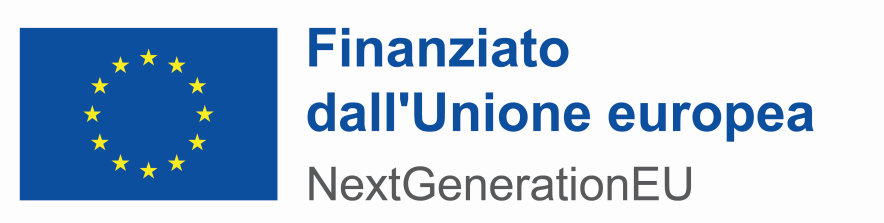 Finanziato
dall'Unione europea
NextGenerationEU